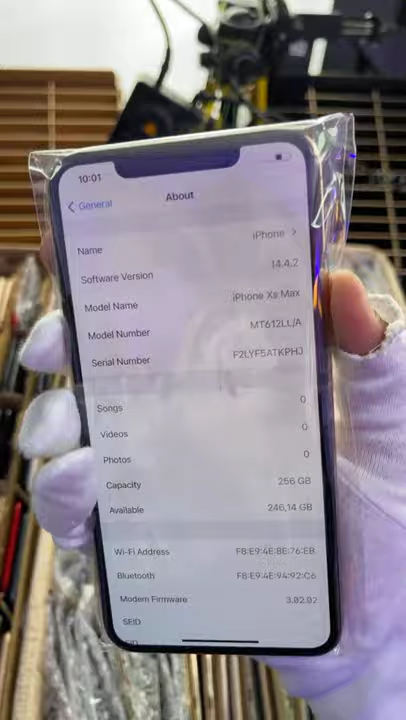 10:01
General
About
Name iPhone
Software Version 14.4.2
Model Name iPhone Xs Max
Model Number MT612LL/A
Serial Number F2LYF5ATKPHJ
Songs 0
Videos 0
Photos 0
Capacity 256 GB
Available 246,14 GB
Wi-Fi Address F8:E9:4E:8E:76:EB
Bluetooth F8:E9:4E:94:92:C6
Modem Firmware 3.02.02
SEID